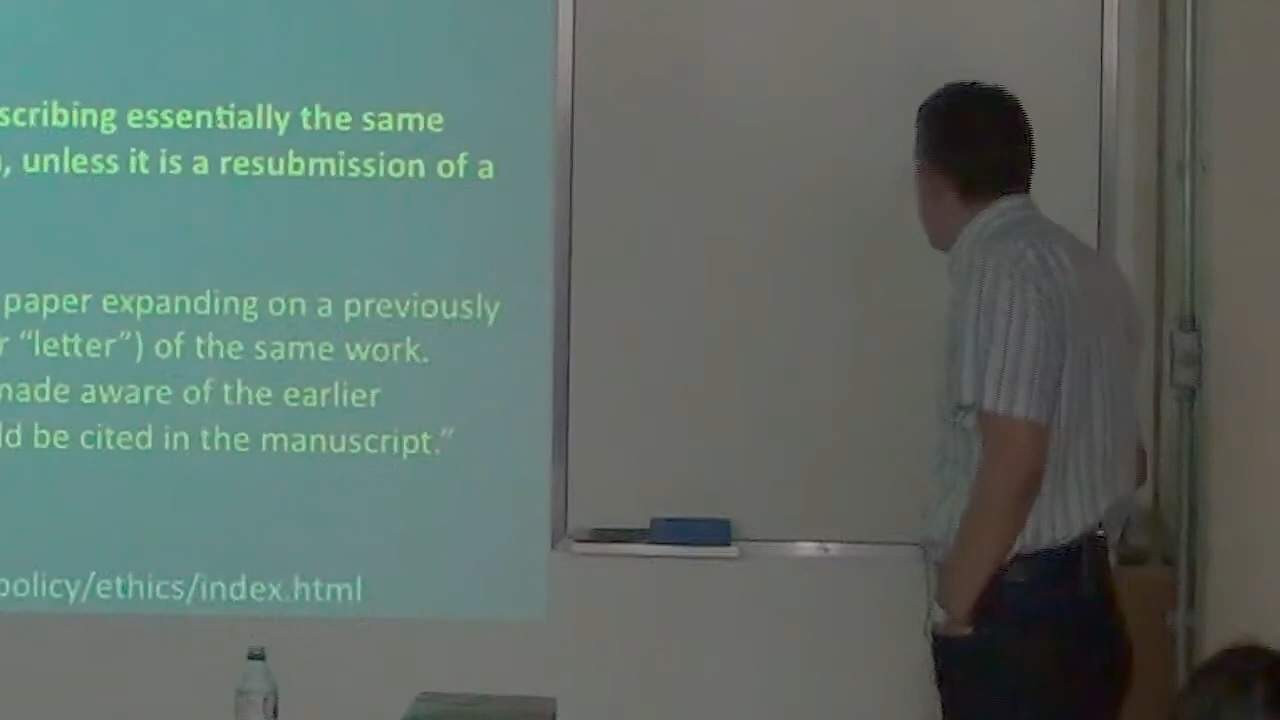 scribing essentially the same
, unless it is a resubmission of a
paper expanding on a previously
r “letter”) of the same work.
made aware of the earlier
ld be cited in the manuscript.”
policy/ethics/index.html